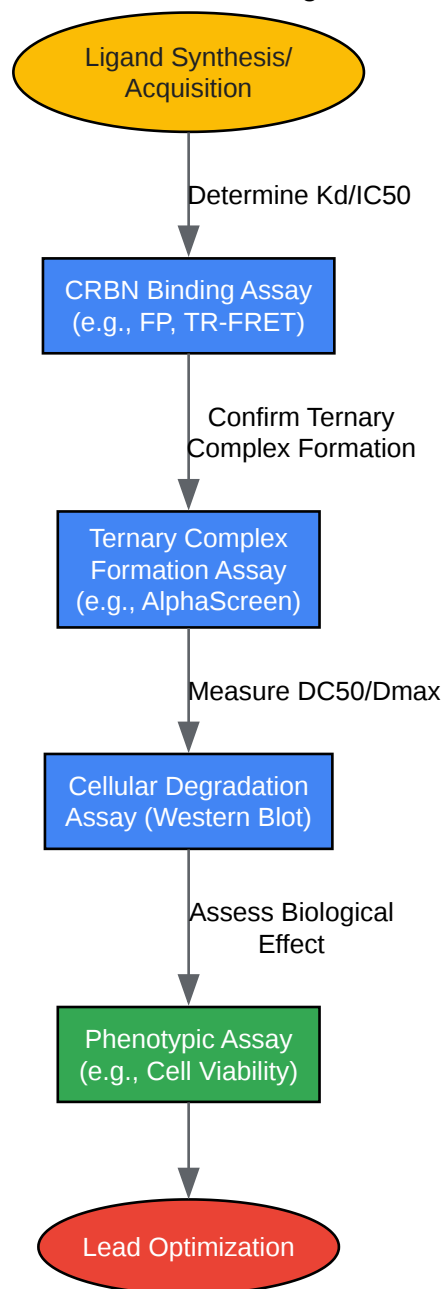 Ligand Synthesis/
Acquisition
Determine Kd/IC50
CRBN Binding Assay
(e.g., FP, TR-FRET)
Confirm Ternary
Complex Formation
Ternary Complex
Formation Assay
(e.g., AlphaScreen)
Measure DC50/Dmax
Cellular Degradation
Assay (Western Blot)
Assess Biological
Effect
Phenotypic Assay
(e.g., Cell Viability)
Lead Optimization